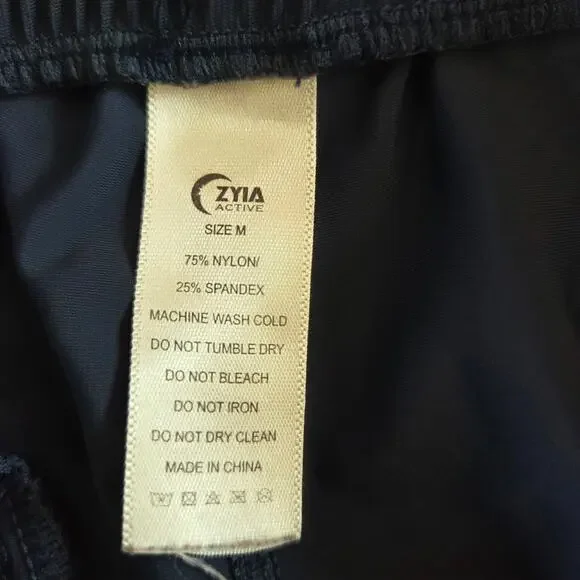 ZYIA
ACTIVE
SIZE M
75% NYLON/
25% SPANDEX
MACHINE WASH COLD
DO NOT TUMBLE DRY
DO NOT BLEACH
DO NOT IRON
DO NOT DRY CLEAN
MADE IN CHINA